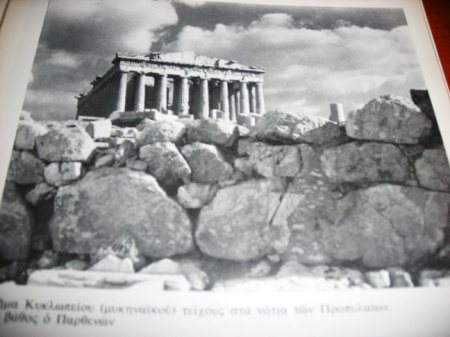 Κυκλωπείου (μυκηναϊκοῦ) τείχους στὰ νότια τῶν Προπυλαίων.
βάθος ὁ Παρθενών